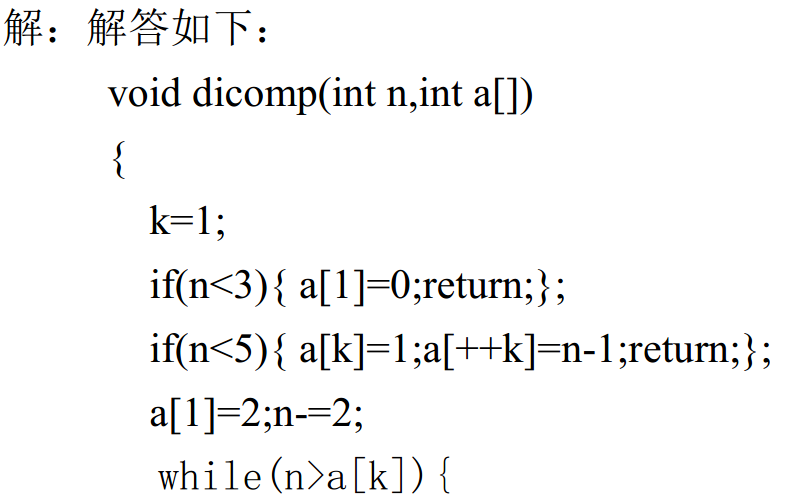 解：解答如下：
void dicomp(int n,int a[])
{
k=1;
if(n<3){ a[1]=0;return;};
if(n<5){ a[k]=1;a[++k]=n-1;return;};
a[1]=2;n-=2;
while(n>a[k]){